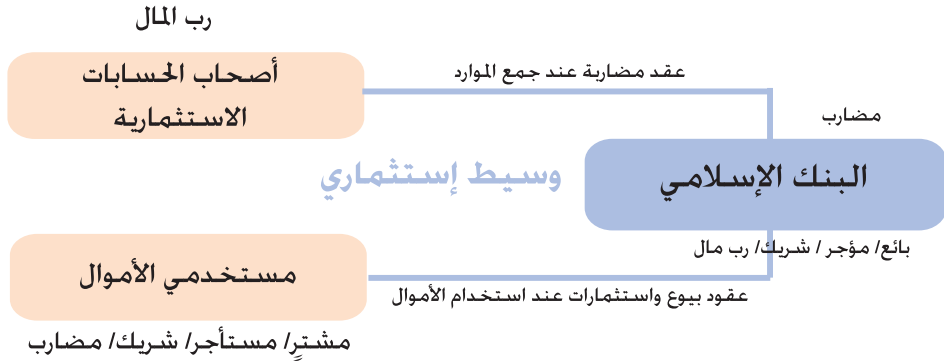 رب المال
أصحاب الحسابات
الاستثمارية
عقد مضاربة عند جمع الموارد
مضارب
البنك الإسلامي
وسيط إستثماري
بائع/ مؤجر / شريك/ رب مال
مستخدمي الأموال
عقود بيوع واستثمارات عند استخدام الأموال
مشترٍ/ مستأجر/ شريك/ مضارب